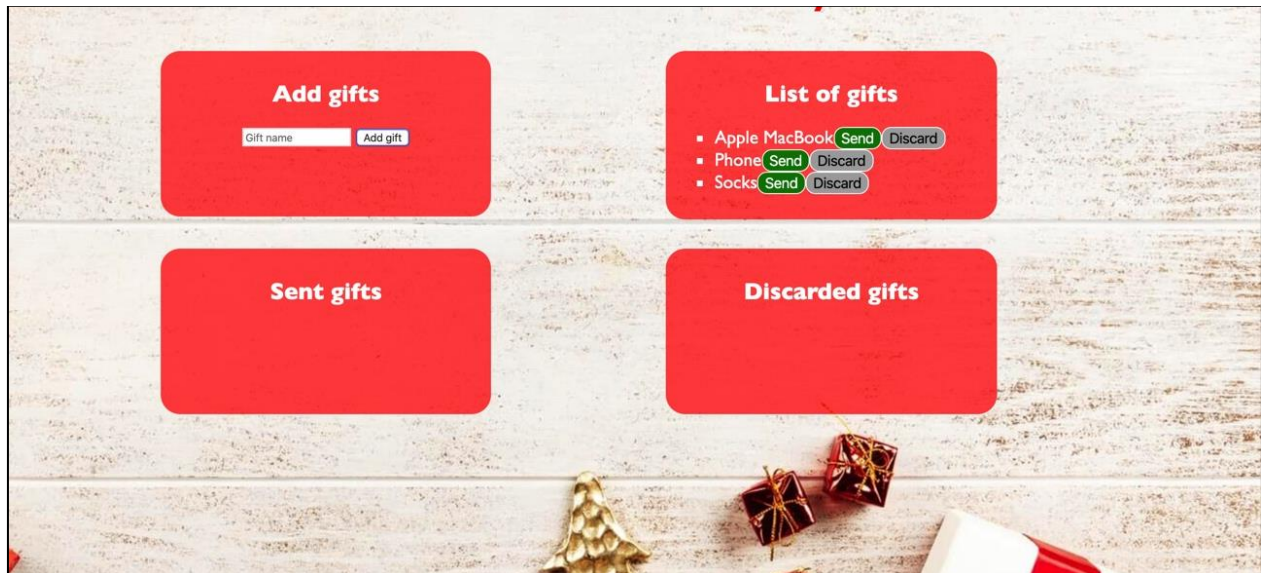 Add gifts
Gift name Add gift
List of gifts
Apple MacBook Send Discard
Phone Send Discard
Socks Send Discard
Sent gifts
Discarded gifts